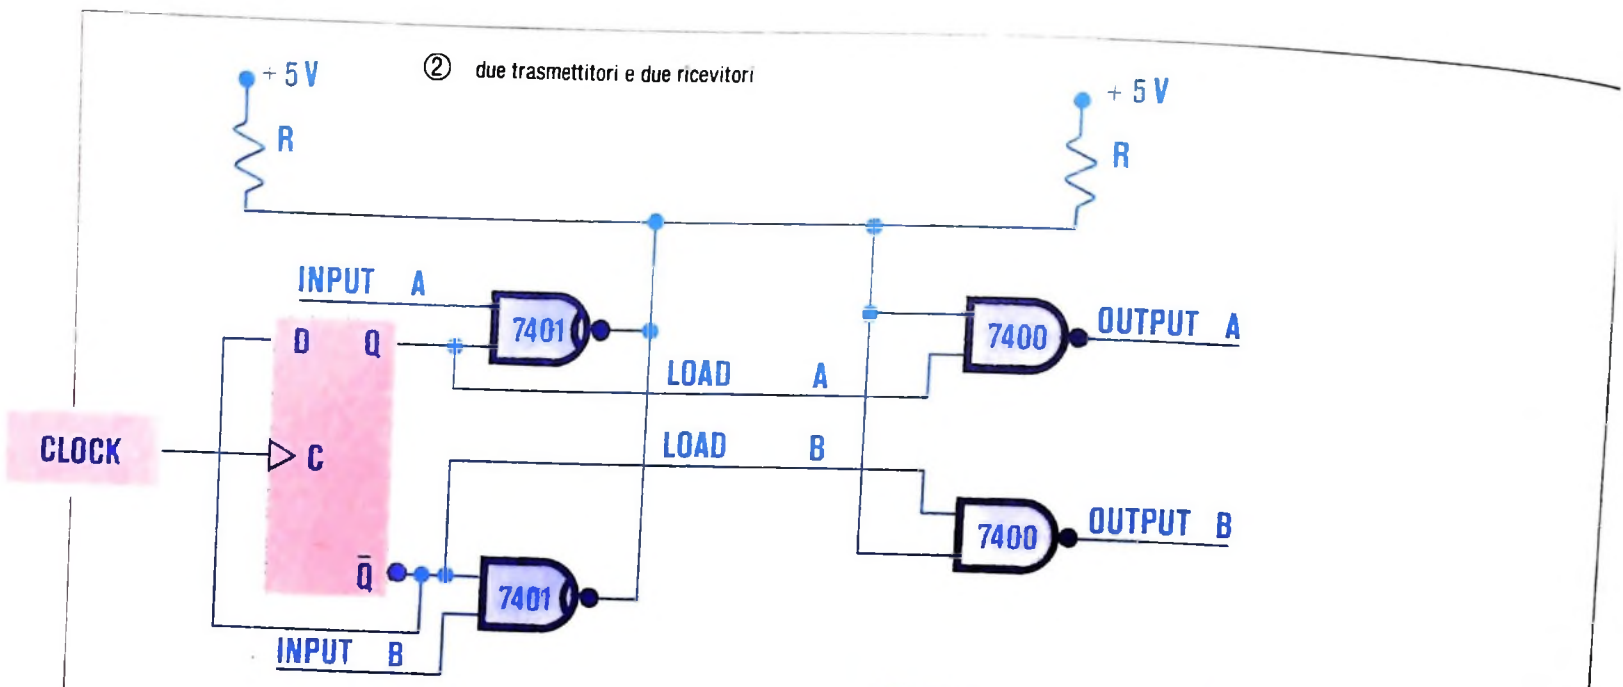 ② due trasmettitori e due ricevitori
+ 5 V
+ 5 V
R
R
INPUT A
7401
D Q
7400
OUTPUT A
LOAD A
CLOCK
C
LOAD B
7400
OUTPUT B
Q̄
7401
INPUT B